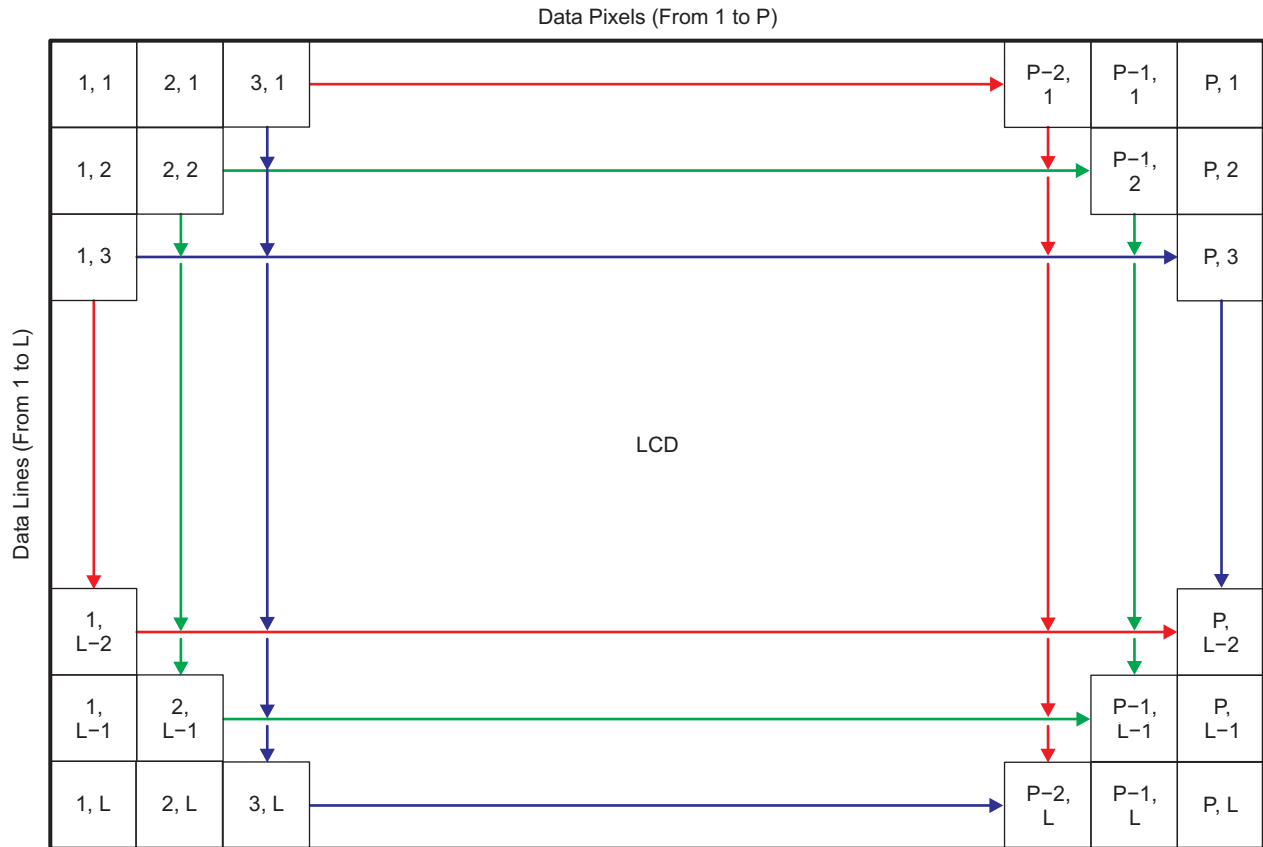 Data Pixels (From 1 to P)
1, 1
2, 1
3, 1
P−2,
1
P−1,
1
P, 1
1, 2
2, 2
P−1,
2
P, 2
1, 3
P, 3
Data Lines (From 1 to L)
LCD
1,
L−2
P,
L−2
1,
L−1
2,
L−1
P−1,
L−1
P,
L−1
1, L
2, L
3, L
P−2,
L
P−1,
L
P, L